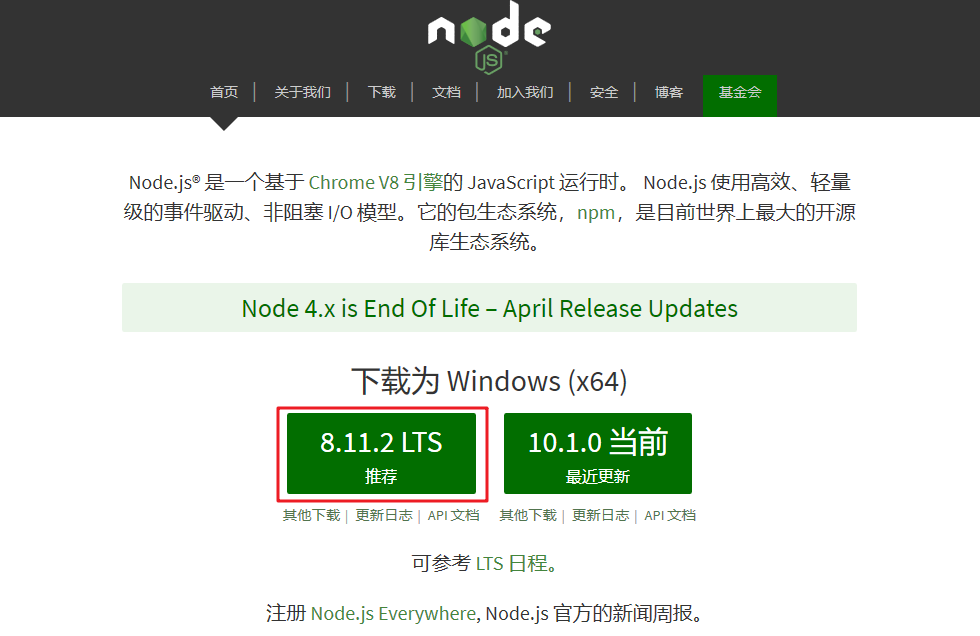 node
JS
首页 | 关于我们 | 下载 | 文档 | 加入我们 | 安全 | 博客 基金会
Node.js® 是一个基于 Chrome V8 引擎的 JavaScript 运行时。 Node.js 使用高效、轻量
级的事件驱动、非阻塞 I/O 模型。它的包生态系统，npm，是目前世界上最大的开源
库生态系统。
Node 4.x is End Of Life – April Release Updates
下载为 Windows (x64)
8.11.2 LTS
推荐
10.1.0 当前
最近更新
其他下载 | 更新日志 | API 文档
其他下载 | 更新日志 | API 文档
可参考 LTS 日程。
注册 Node.js Everywhere, Node.js 官方的新闻周报。